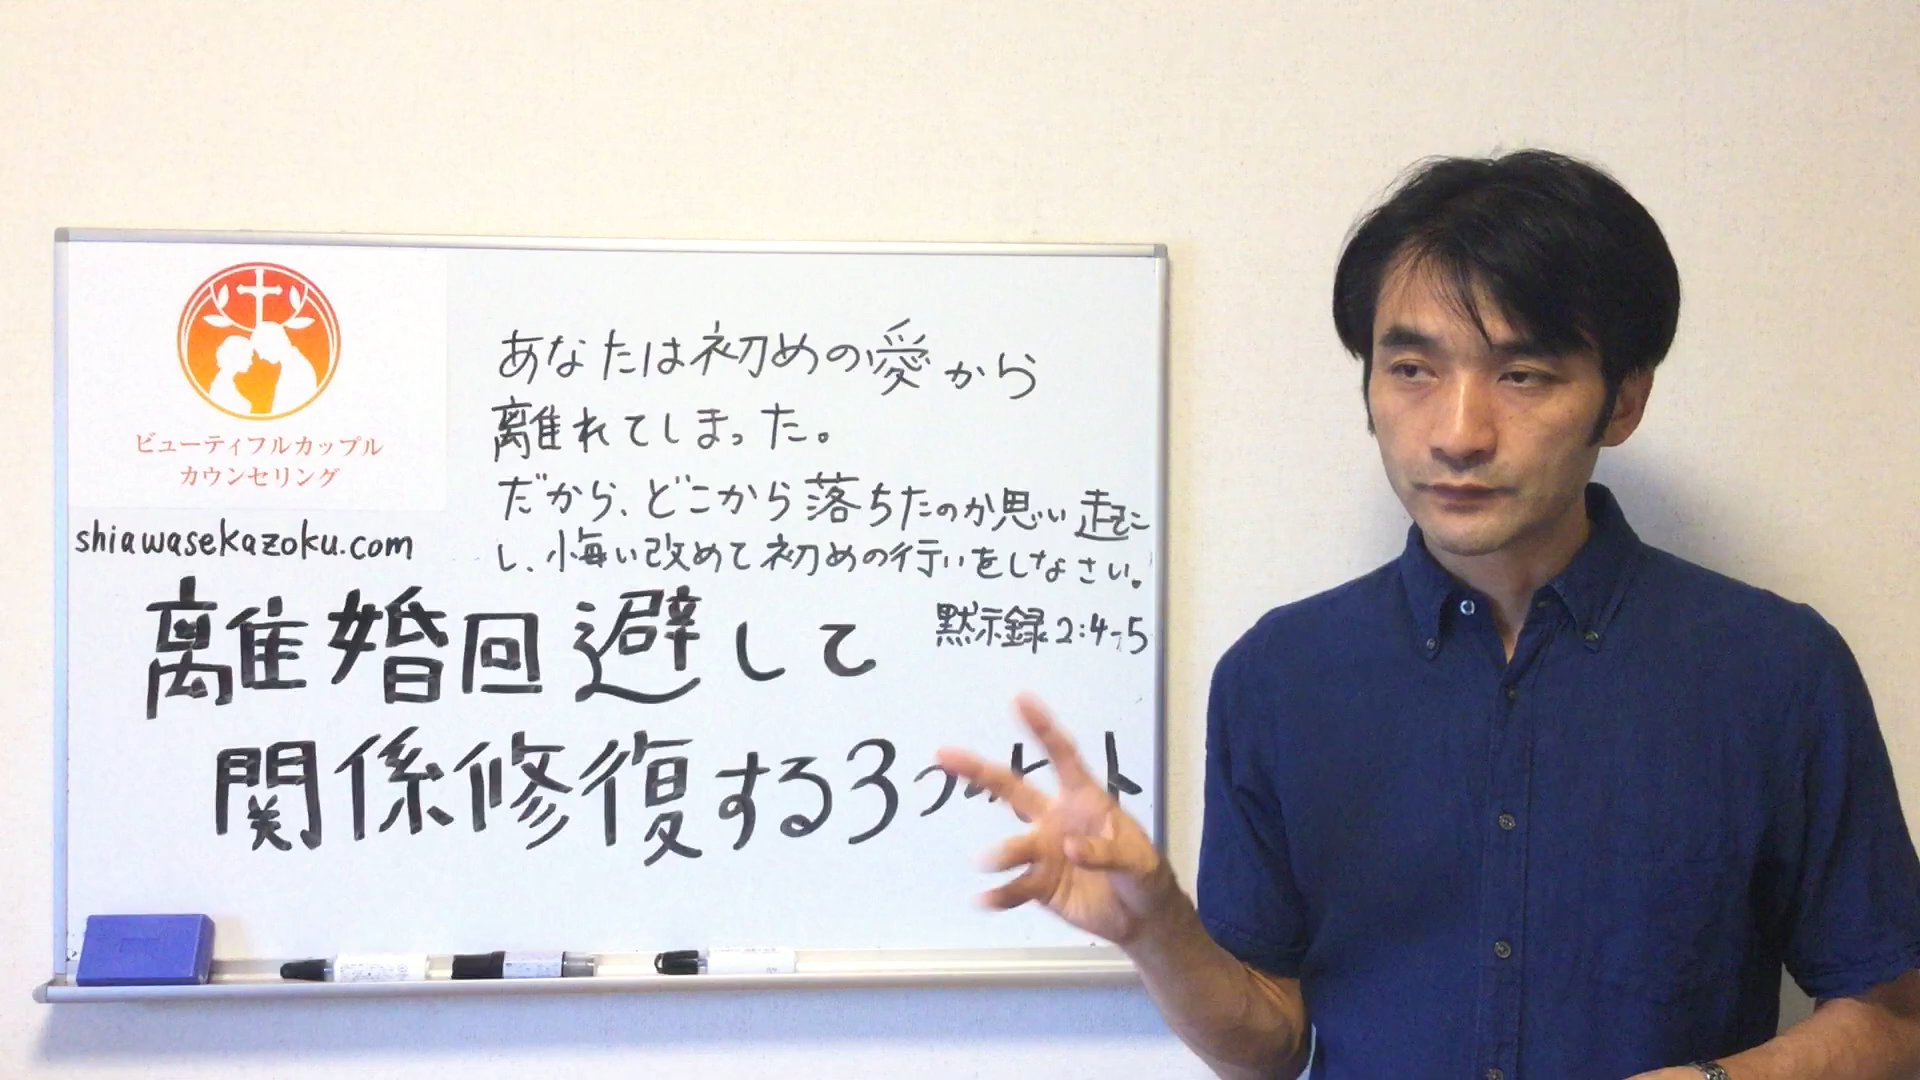 ビューティフルカップル
カウンセリング
shiawasekazoku.com
あなたは初めの愛から
離れてしまった。
だから、どこから落ちたのか思い起こ
し、悔い改めて初めの行いをしなさい。
黙示録2:4-5
離婚回避して
関係修復する3つ